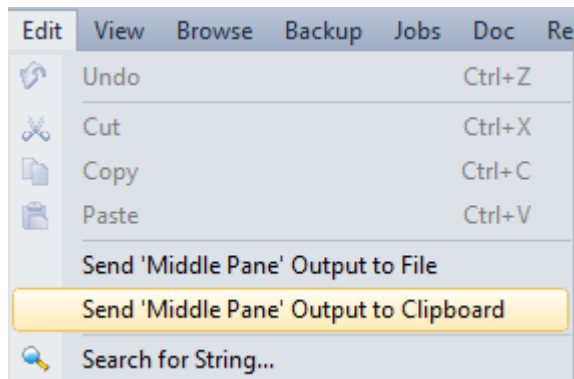 Edit View Browse Backup Jobs Doc Re
Undo Ctrl+Z
Cut Ctrl+X
Copy Ctrl+C
Paste Ctrl+V
Send 'Middle Pane' Output to File
Send 'Middle Pane' Output to Clipboard
Search for String...